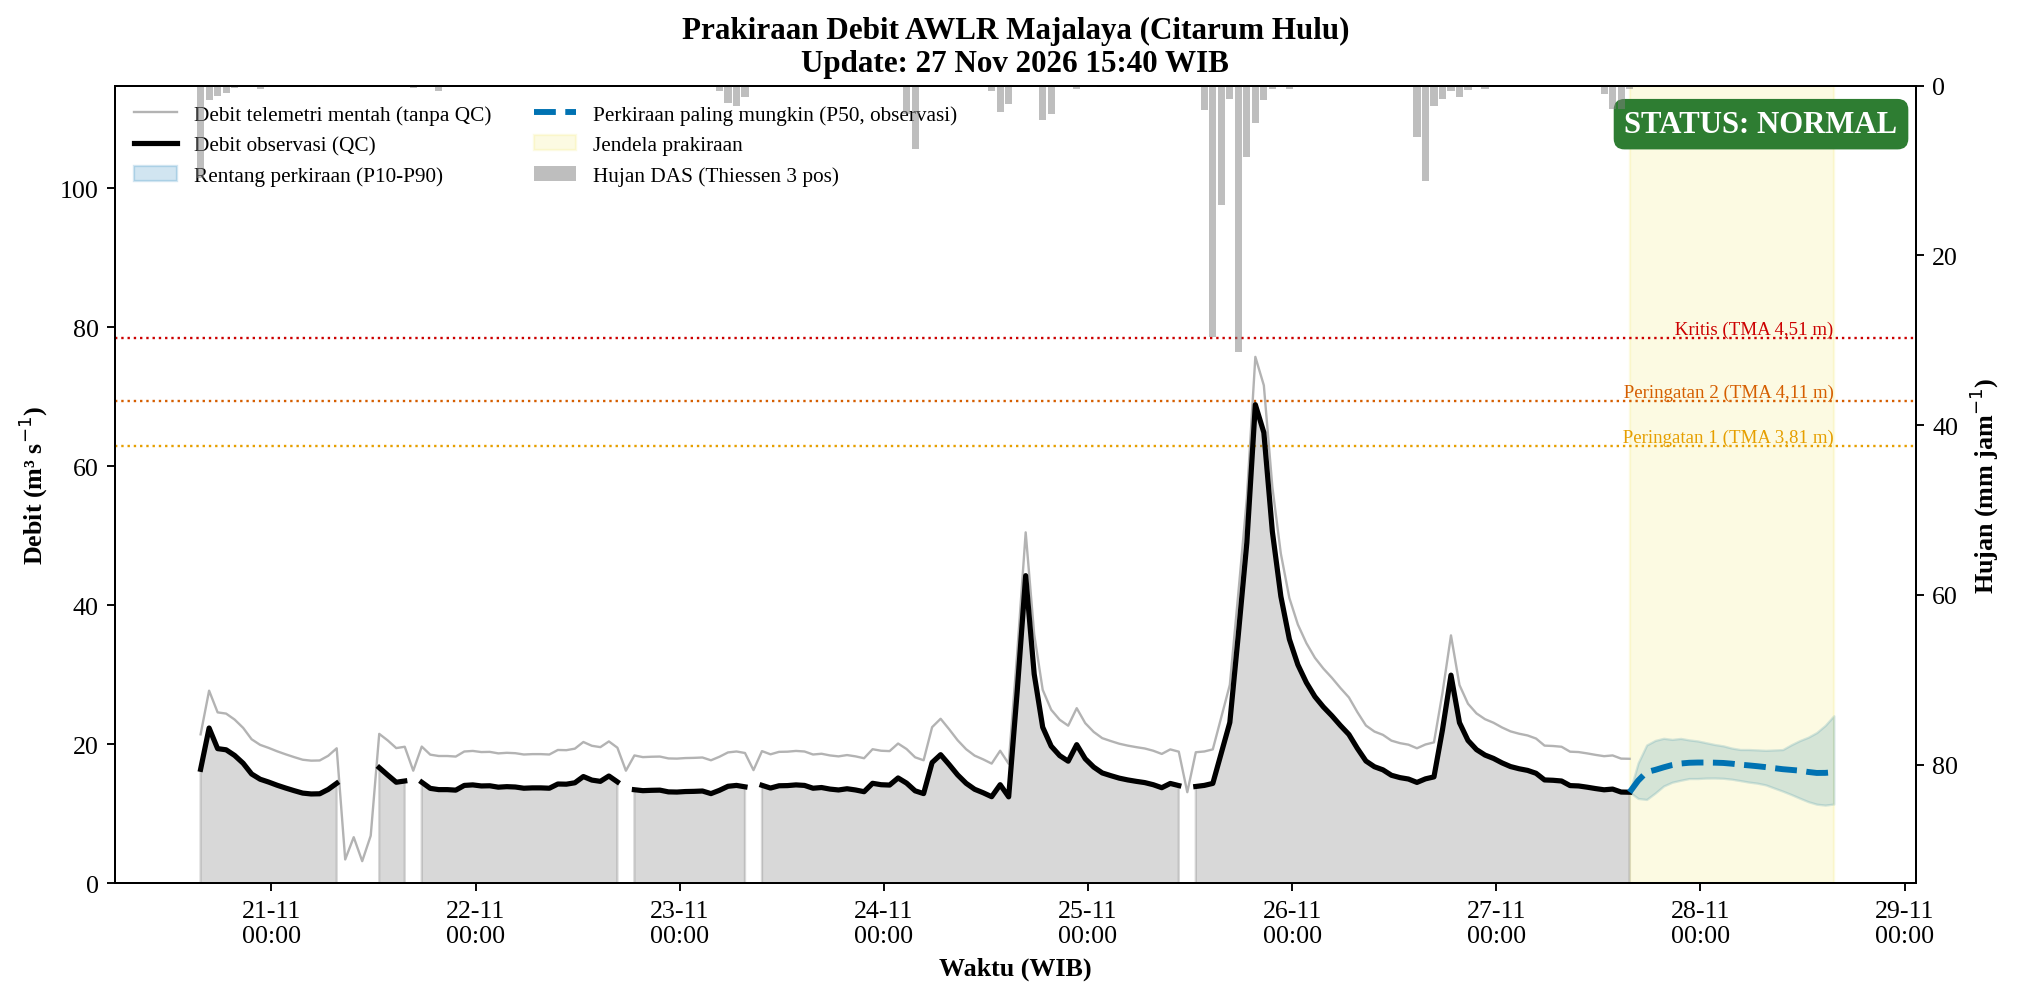 Prakiraan Debit AWLR Majalaya (Citarum Hulu)
Update: 27 Nov 2026 15:40 WIB
Debit telemetri mentah (tanpa QC)
Debit observasi (QC)
Rentang perkiraan (P10-P90)
Perkiraan paling mungkin (P50, observasi)
Jendela prakiraan
Hujan DAS (Thiessen 3 pos)
STATUS: NORMAL
Kritis (TMA 4,51 m)
Peringatan 2 (TMA 4,11 m)
Peringatan 1 (TMA 3,81 m)
Debit (m³ s⁻¹)
100
80
60
40
20
0
Hujan (mm jam⁻¹)
0
20
40
60
80
21-11
00:00
22-11
00:00
23-11
00:00
24-11
00:00
25-11
00:00
26-11
00:00
27-11
00:00
28-11
00:00
29-11
00:00
Waktu (WIB)